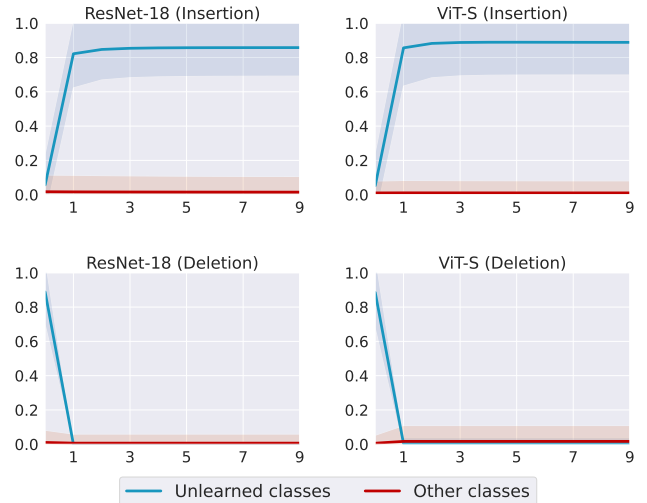 ResNet-18 (Insertion)
1.0
0.8
0.6
0.4
0.2
0.0
1 3 5 7 9
ViT-S (Insertion)
1.0
0.8
0.6
0.4
0.2
0.0
1 3 5 7 9
ResNet-18 (Deletion)
1.0
0.8
0.6
0.4
0.2
0.0
1 3 5 7 9
ViT-S (Deletion)
1.0
0.8
0.6
0.4
0.2
0.0
1 3 5 7 9
Unlearned classes Other classes